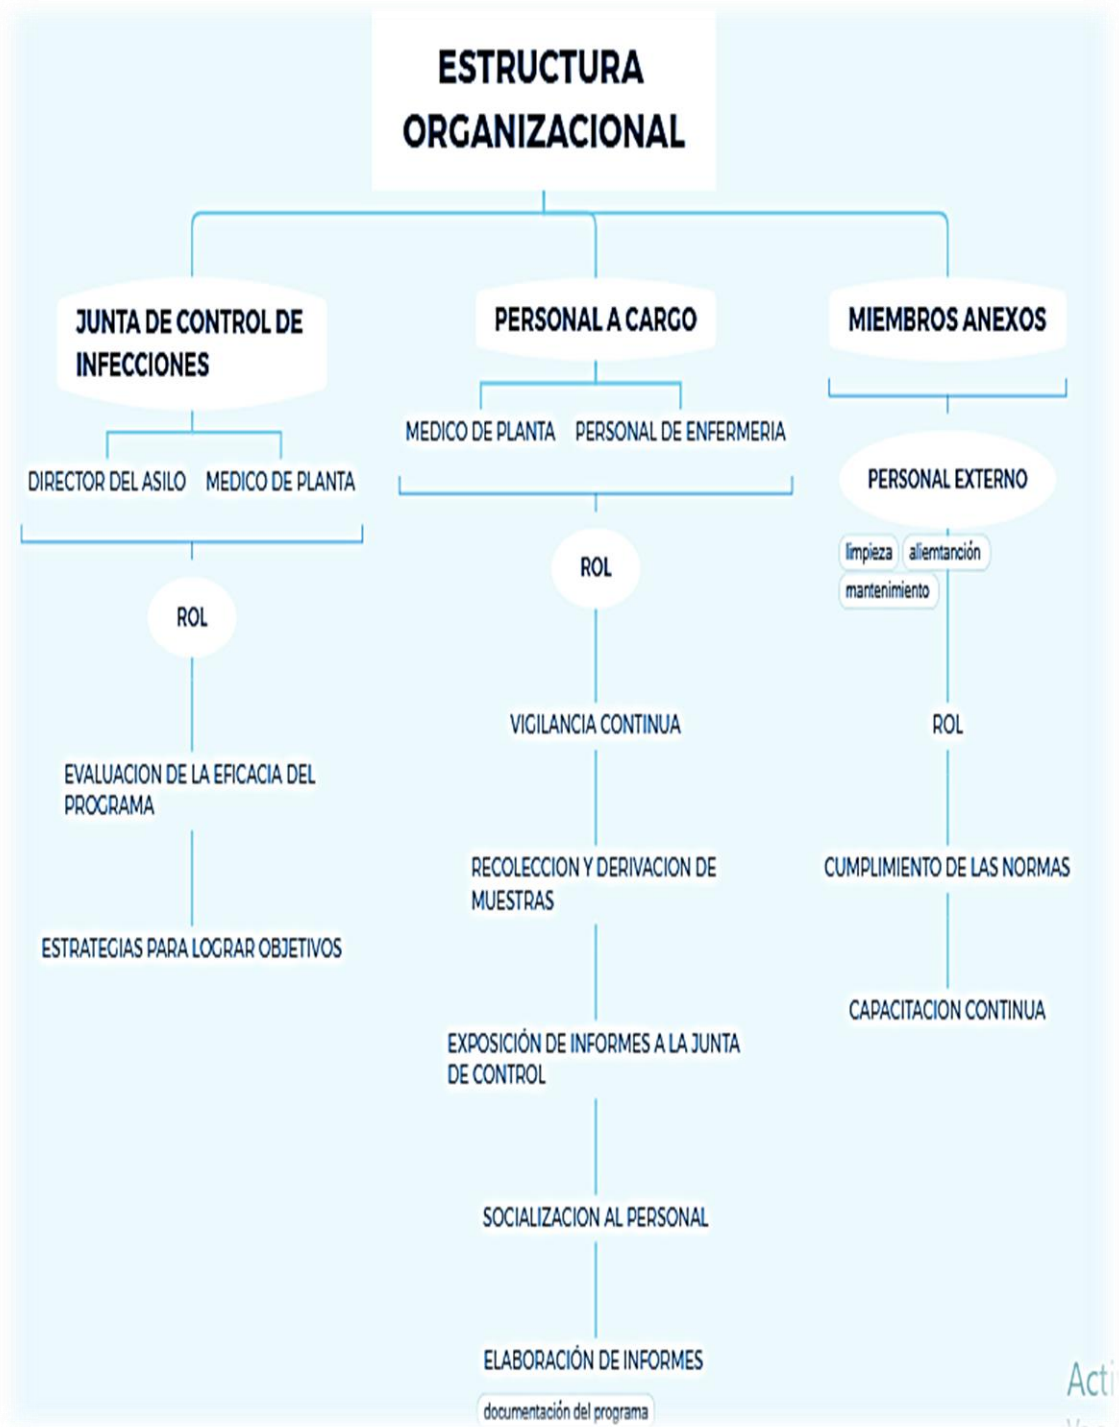 ESTRUCTURA
ORGANIZACIONAL
JUNTA DE CONTROL DE
INFECCIONES
DIRECTOR DEL ASILO
MEDICO DE PLANTA
ROL
EVALUACION DE LA EFICACIA DEL
PROGRAMA
ESTRATEGIAS PARA LOGRAR OBJETIVOS
PERSONAL A CARGO
MEDICO DE PLANTA
PERSONAL DE ENFERMERIA
ROL
VIGILANCIA CONTINUA
RECOLECCION Y DERIVACION DE
MUESTRAS
EXPOSICIÓN DE INFORMES A LA JUNTA
DE CONTROL
SOCIALIZACION AL PERSONAL
ELABORACIÓN DE INFORMES
documentación del programa
MIEMBROS ANEXOS
PERSONAL EXTERNO
limpieza
aliemtanción
mantenimiento
ROL
CUMPLIMIENTO DE LAS NORMAS
CAPACITACION CONTINUA
Acti